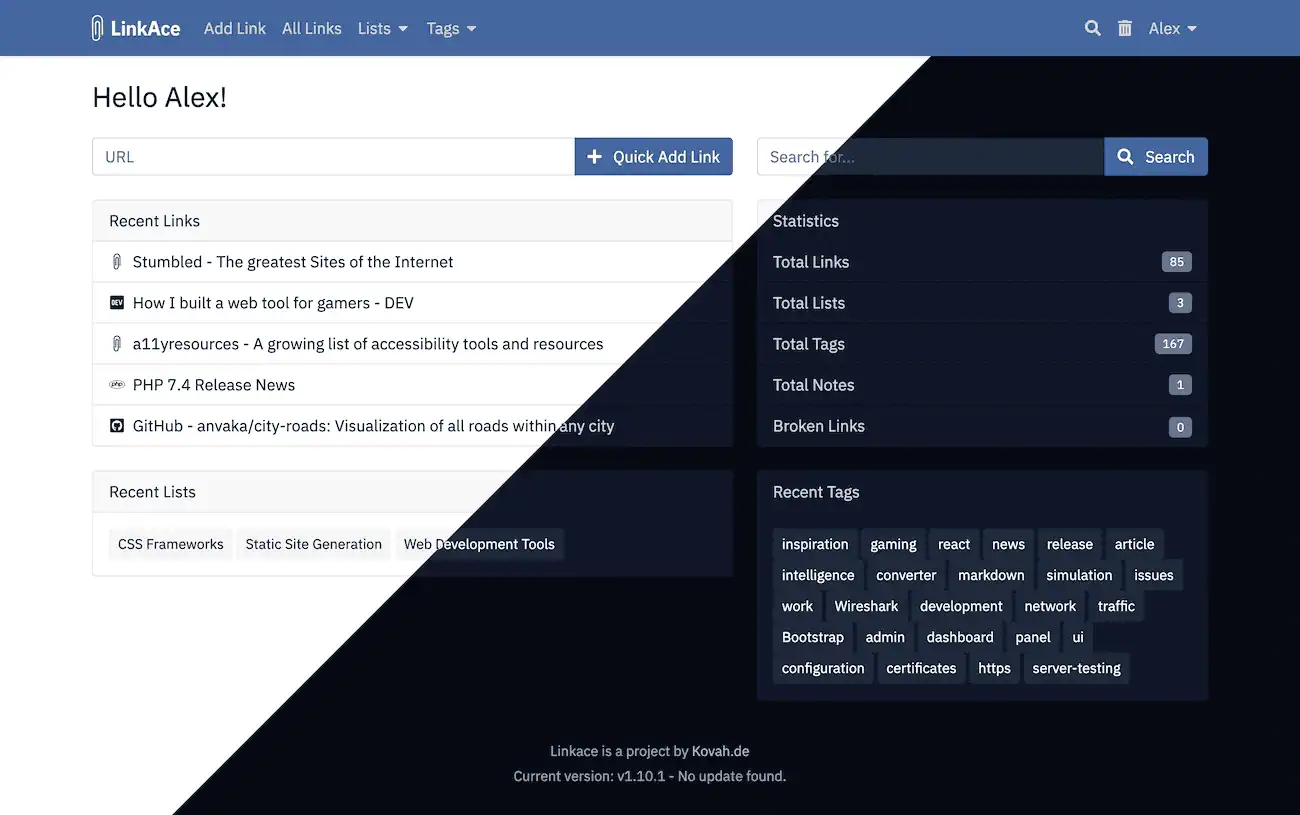 LinkAce Add Link All Links Lists Tags Alex
Hello Alex!
URL
Quick Add Link
Search for...
Search
Recent Links
Stumbled - The greatest Sites of the Internet
DEV How I built a web tool for gamers - DEV
a11yresources - A growing list of accessibility tools and resources
php PHP 7.4 Release News
GitHub - anvaka/city-roads: Visualization of all roads within any city
Statistics
Total Links 85
Total Lists 3
Total Tags 167
Total Notes 1
Broken Links 0
Recent Lists
CSS Frameworks Static Site Generation Web Development Tools
Recent Tags
inspiration gaming react news release article
intelligence converter markdown simulation issues
work Wireshark development network traffic
Bootstrap admin dashboard panel ui
configuration certificates https server-testing
Linkace is a project by Kovah.de
Current version: v1.10.1 - No update found.